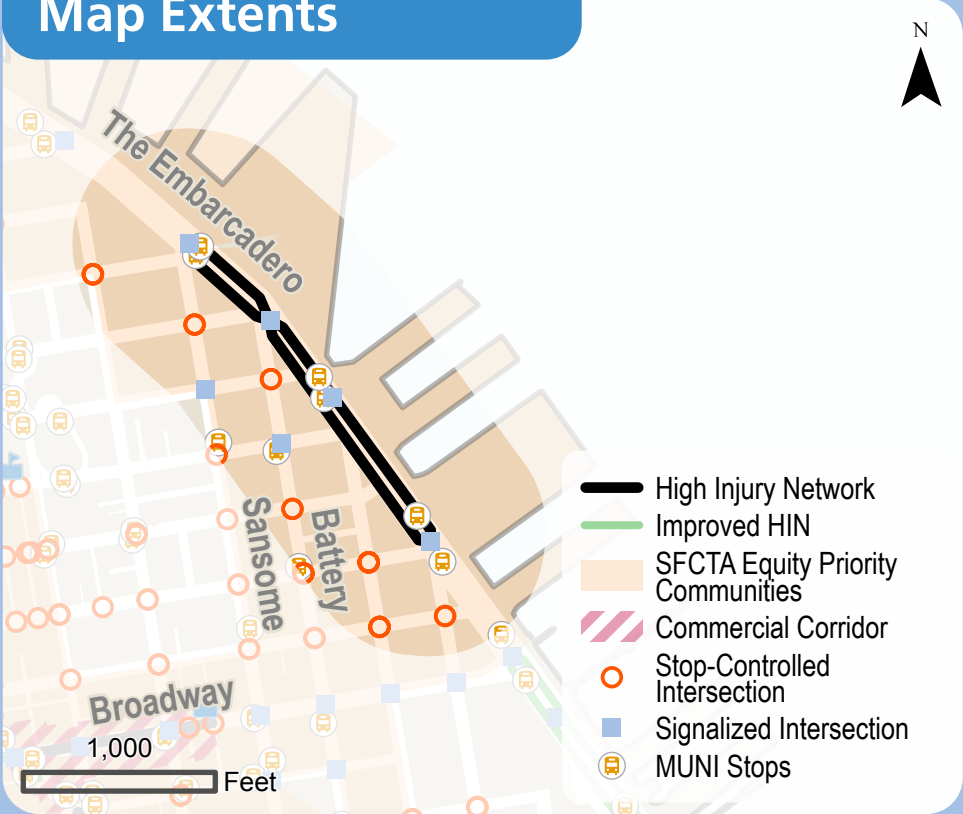 Map Extents
N
The Embarcadero
Sansome
Battery
Broadway
1,000
Feet
High Injury Network
Improved HIN
SFCTA Equity Priority
Communities
Commercial Corridor
Stop-Controlled
Intersection
Signalized Intersection
MUNI Stops